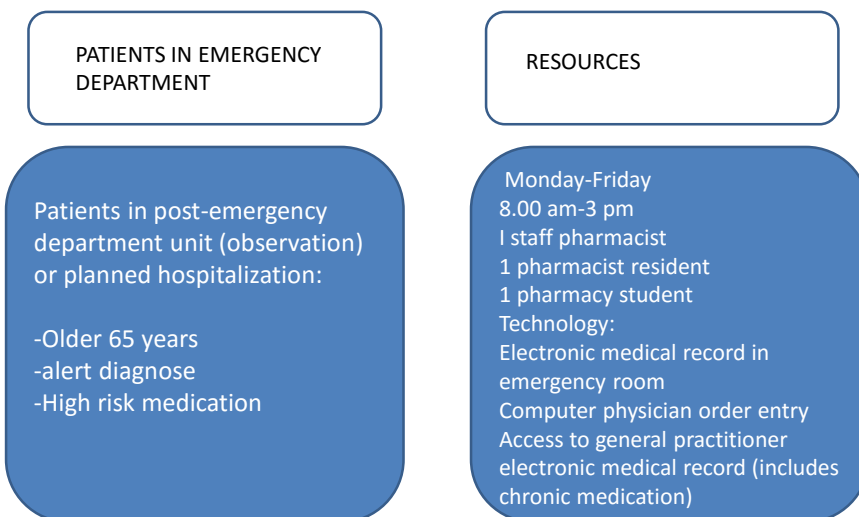 PATIENTS IN EMERGENCY
DEPARTMENT
Patients in post-emergency
department unit (observation)
or planned hospitalization:
-Older 65 years
-alert diagnose
-High risk medication
RESOURCES
Monday-Friday
8.00 am-3 pm
I staff pharmacist
1 pharmacist resident
1 pharmacy student
Technology:
Electronic medical record in
emergency room
Computer physician order entry
Access to general practitioner
electronic medical record (includes
chronic medication)